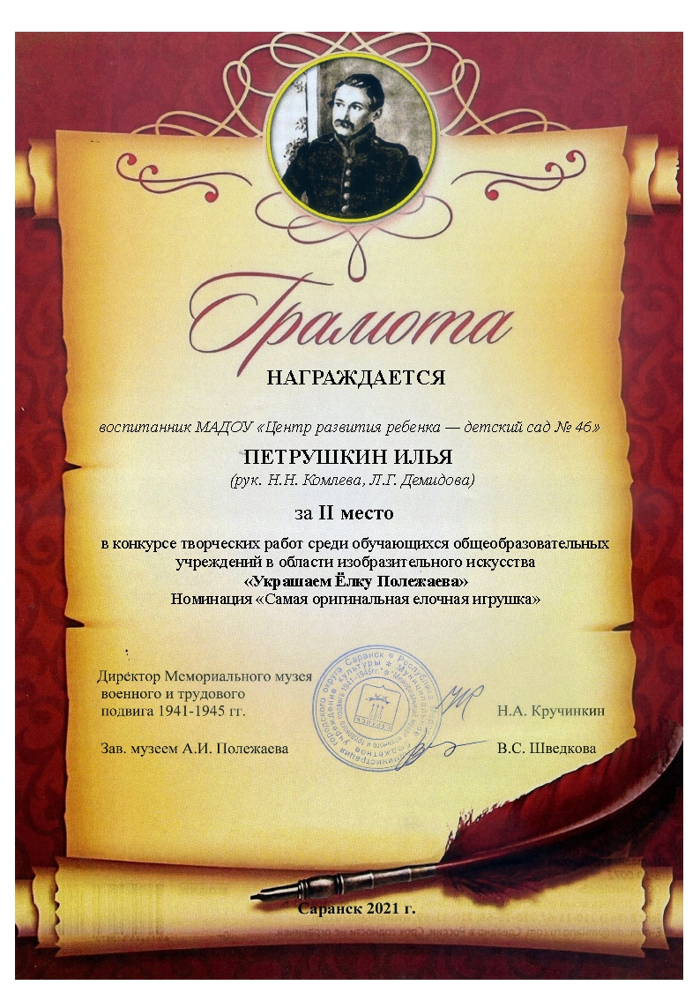 Грамота
НАГРАЖДАЕТСЯ
воспитанник МАДОУ «Центр развития ребенка — детский сад № 46»
ПЕТРУШКИН ИЛЬЯ
(рук. Н.Н. Комлева, Л.Г. Демидова)
за II место
в конкурсе творческих работ среди обучающихся общеобразовательных
учреждений в области изобразительного искусства
«Украшаем Ёлку Полежаева»
Номинация «Самая оригинальная елочная игрушка»
Директор Мемориального музея
военного и трудового
подвига 1941-1945 гг.
Н.А. Кручинкин
Зав. музеем А.И. Полежаева
В.С. Шведкова
САРАНСК
Саранск 2021 г.